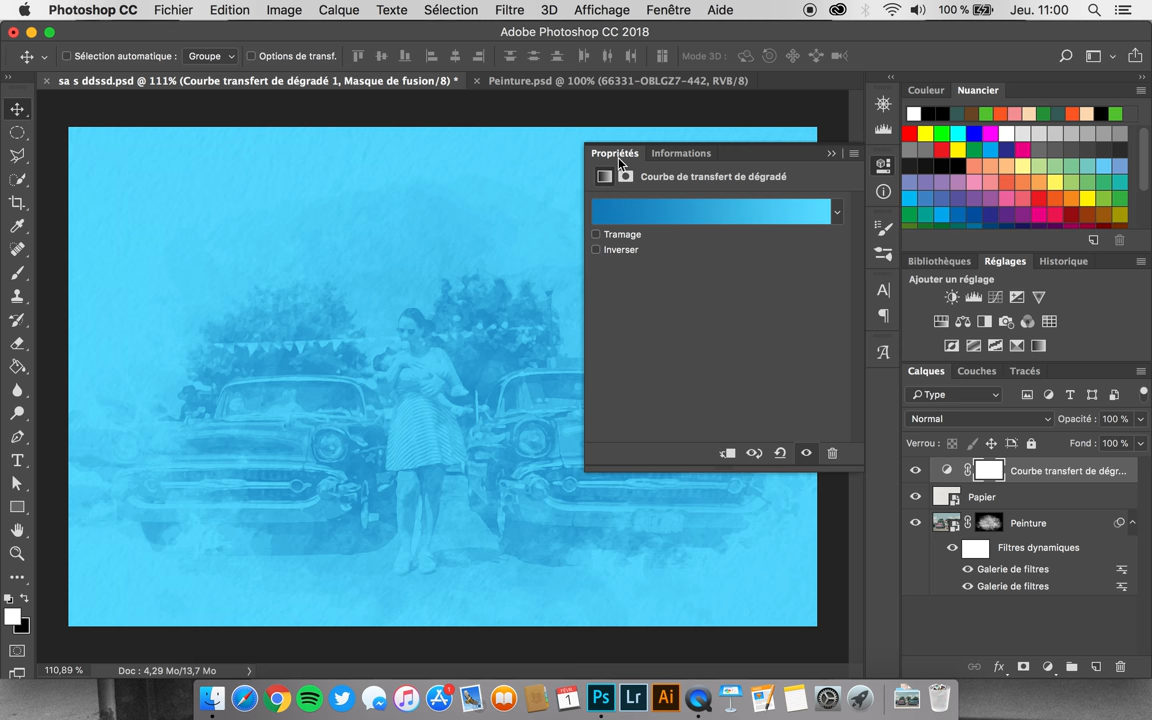 Photoshop CC Fichier Edition Image Calque Texte Sélection Filtre 3D Affichage Fenêtre Aide 100 % Jeu. 11:00
Adobe Photoshop CC 2018
Sélection automatique : Groupe Options de transf. Mode 3D :
sa s ddssd.psd @ 111% (Courbe transfert de dégradé 1, Masque de fusion/8) * Peinture.psd @ 100% (66331-OBLGZ7-442, RVB/8)
Couleur Nuancier
Propriétés Informations
Courbe de transfert de dégradé
Tramage
Inverser
Bibliothèques Réglages Historique
Ajouter un réglage
Calques Couches Tracés
Type
Normal Opacité : 100 %
Verrou : Fond : 100 %
Courbe transfert de dégr...
Papier
Peinture
Filtres dynamiques
Galerie de filtres
Galerie de filtres
110,89 % Doc : 4,29 Mo/13,7 Mo
FÉVR 1 Ps Lr Ai